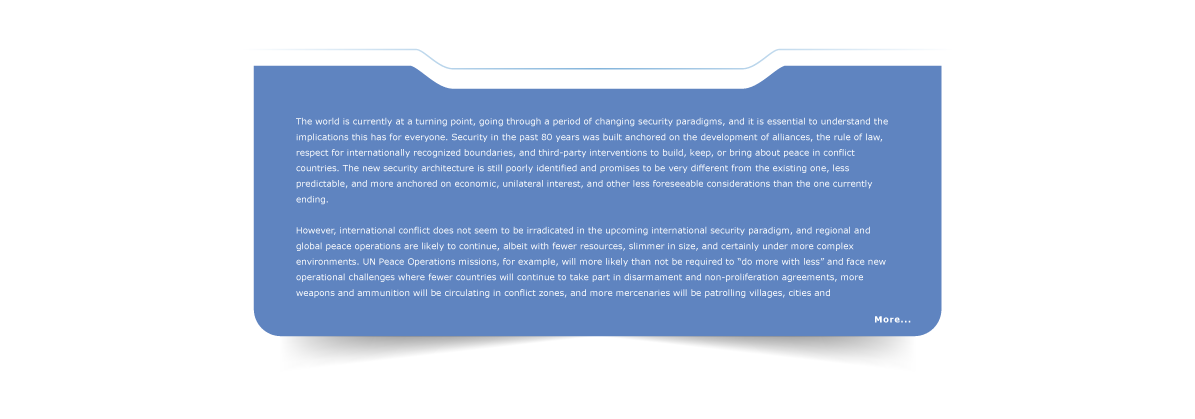 The world is currently at a turning point, going through a period of changing security paradigms, and it is essential to understand the
implications this has for everyone. Security in the past 80 years was built anchored on the development of alliances, the rule of law,
respect for internationally recognized boundaries, and third-party interventions to build, keep, or bring about peace in conflict
countries. The new security architecture is still poorly identified and promises to be very different from the existing one, less
predictable, and more anchored on economic, unilateral interest, and other less foreseeable considerations than the one currently
ending.
However, international conflict does not seem to be irradicated in the upcoming international security paradigm, and regional and
global peace operations are likely to continue, albeit with fewer resources, slimmer in size, and certainly under more complex
environments. UN Peace Operations missions, for example, will more likely than not be required to “do more with less” and face new
operational challenges where fewer countries will continue to take part in disarmament and non-proliferation agreements, more
weapons and ammunition will be circulating in conflict zones, and more mercenaries will be patrolling villages, cities and
More...